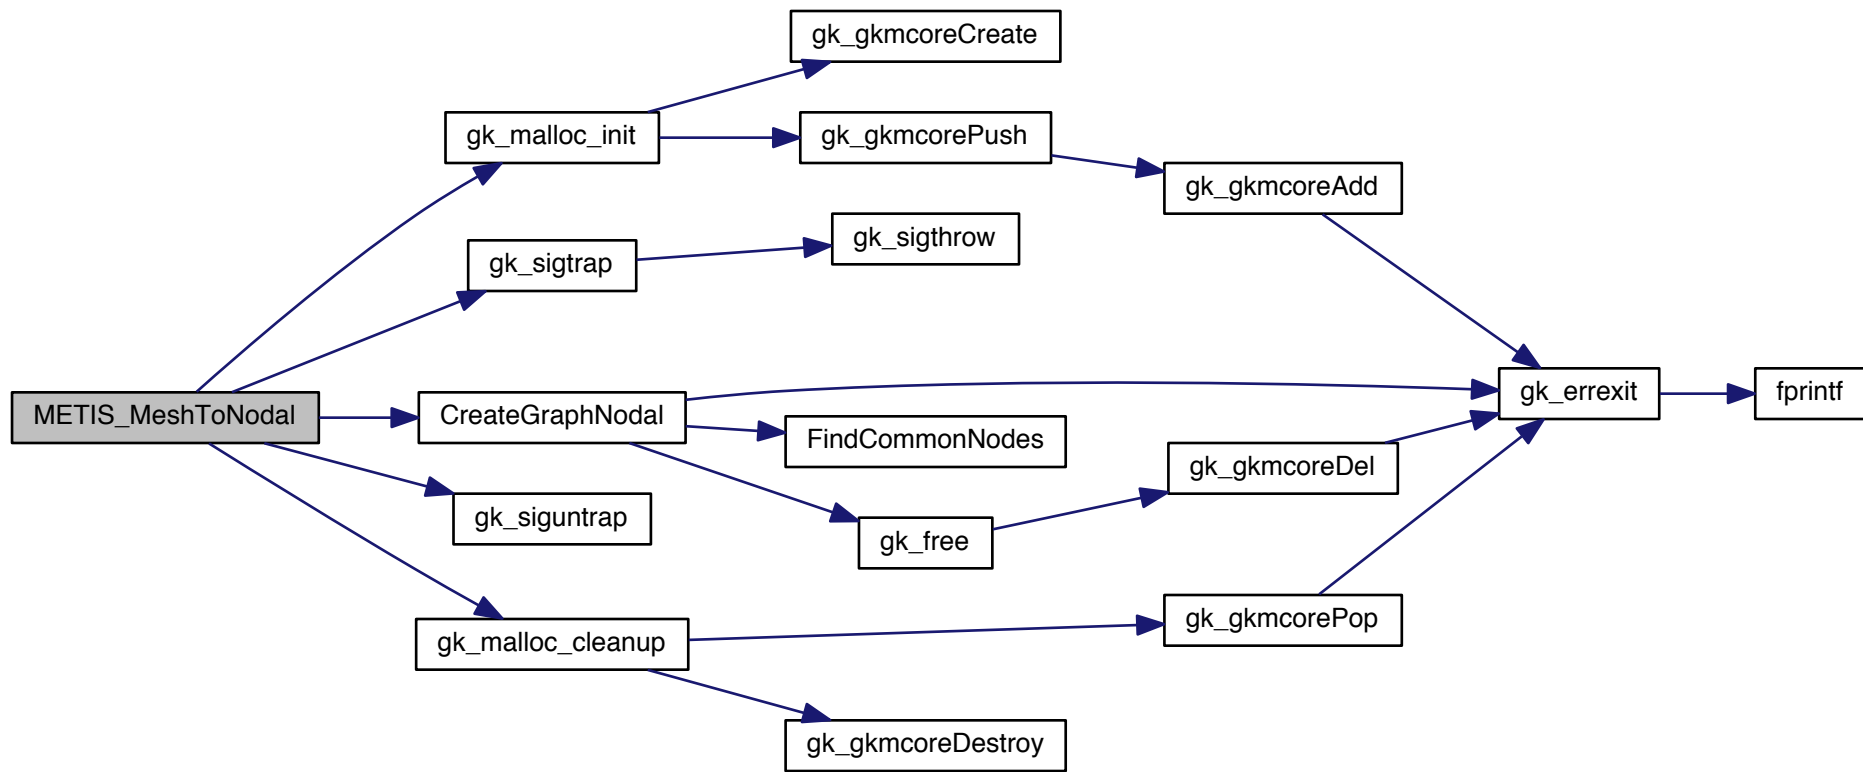 gk_gkmcoreCreate
gk_malloc_init
gk_gkmcorePush
gk_gkmcoreAdd
gk_sigtrap
gk_sigthrow
METIS_MeshToNodal
CreateGraphNodal
gk_errexit
fprintf
FindCommonNodes
gk_gkmcoreDel
gk_siguntrap
gk_free
gk_gkmcorePop
gk_malloc_cleanup
gk_gkmcoreDestroy